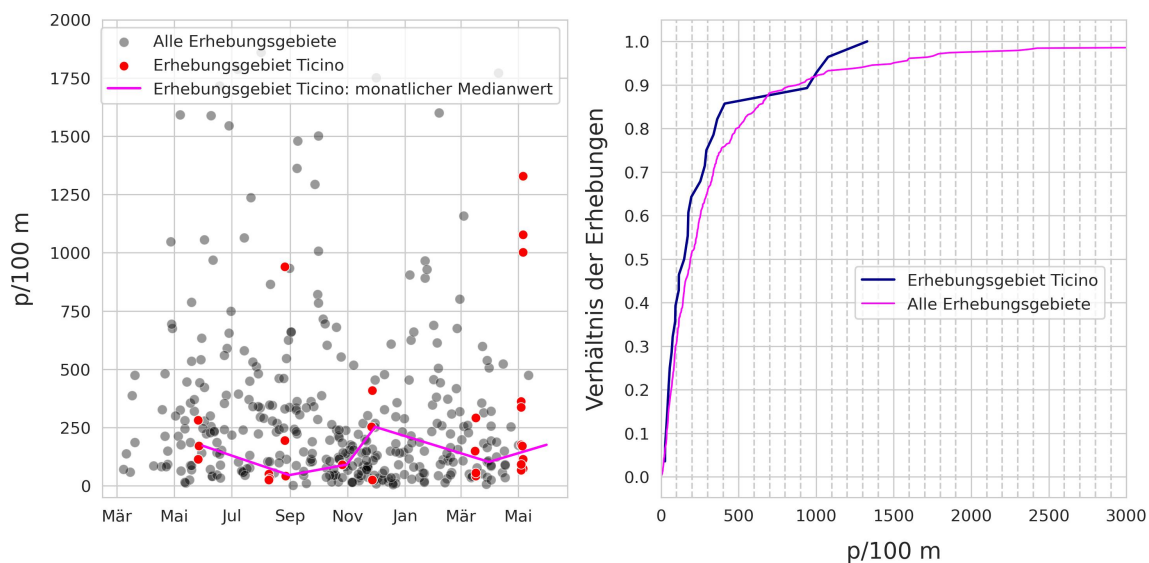 2000
1750
1500
1250
1000
750
500
250
0
p/100 m
Alle Erhebungsgebiete
Erhebungsgebiet Ticino
Erhebungsgebiet Ticino: monatlicher Medianwert
Mär Mai Jul Sep Nov Jan Mär Mai
1.0
0.9
0.8
0.7
0.6
0.5
0.4
0.3
0.2
0.1
0.0
Verhältnis der Erhebungen
Erhebungsgebiet Ticino
Alle Erhebungsgebiete
0 500 1000 1500 2000 2500 3000
p/100 m